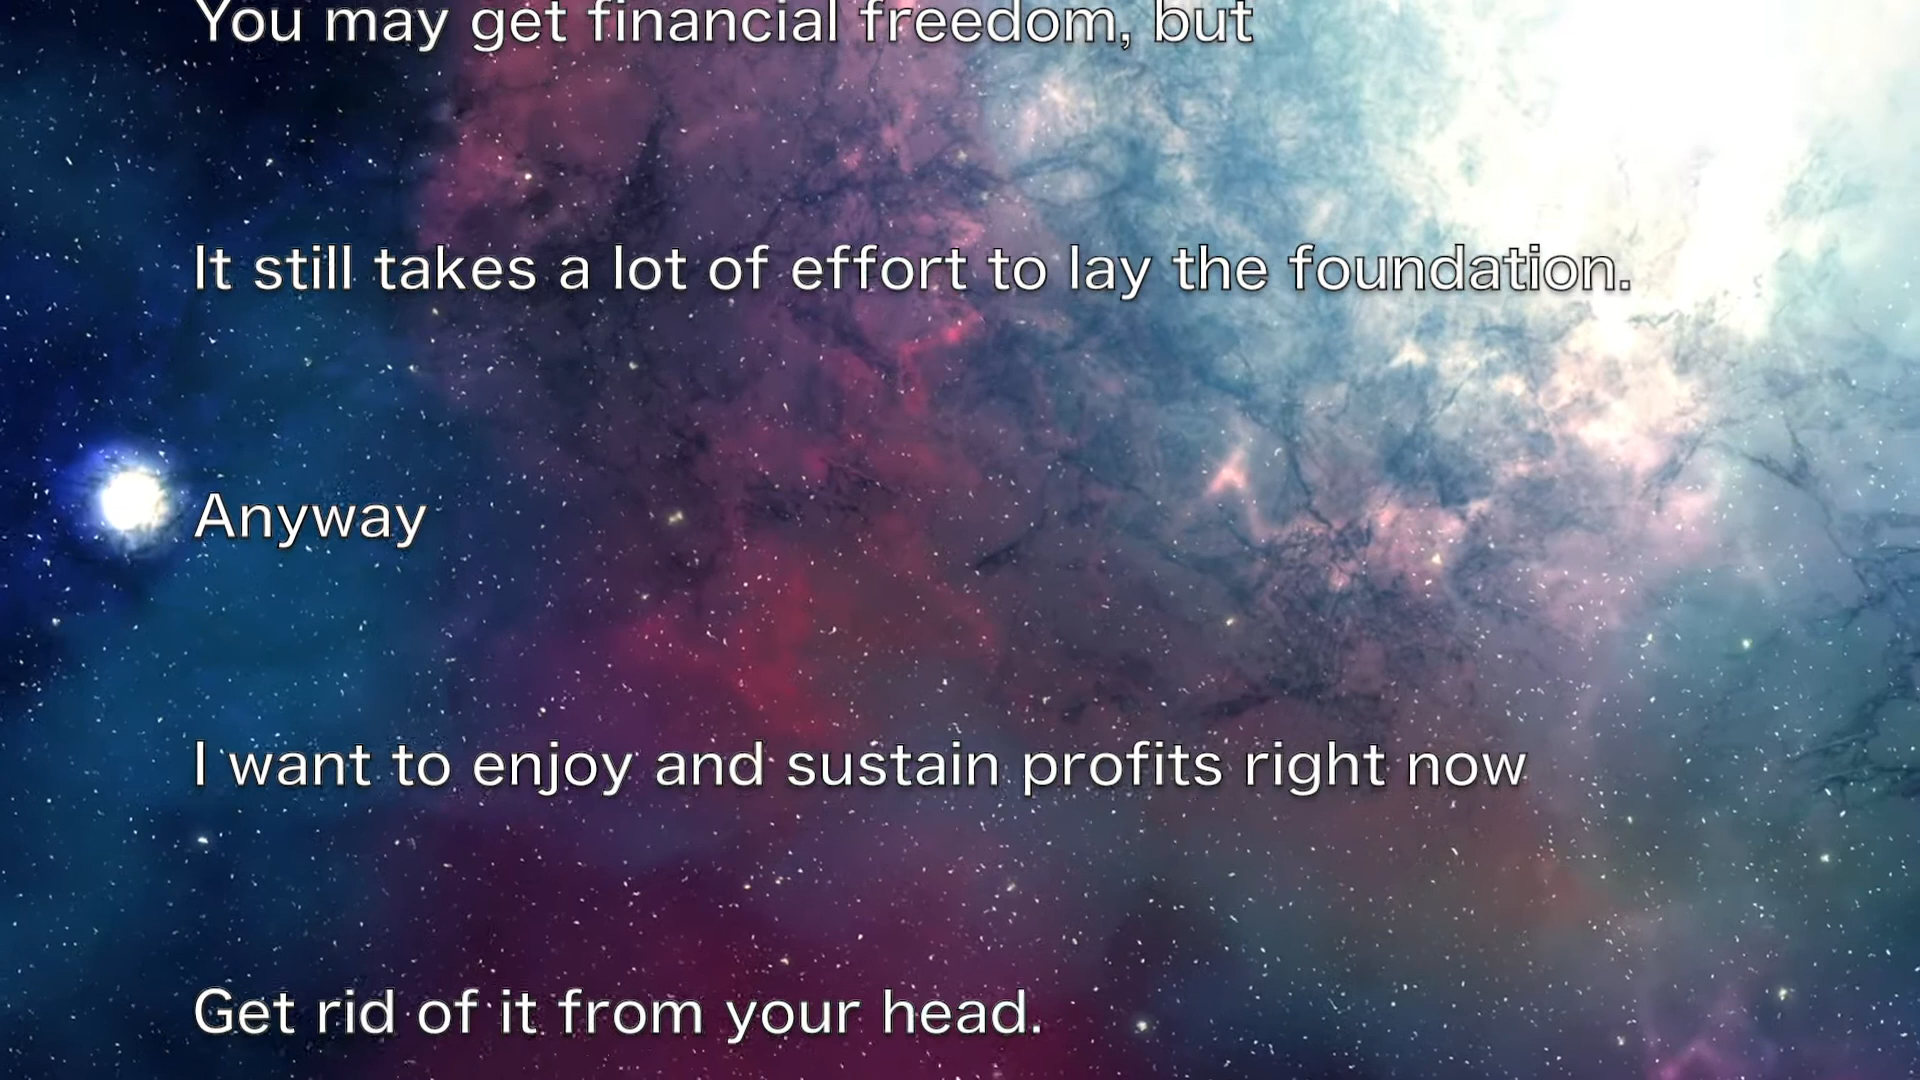 You may get financial freedom, but
It still takes a lot of effort to lay the foundation.
Anyway
I want to enjoy and sustain profits right now
Get rid of it from your head.